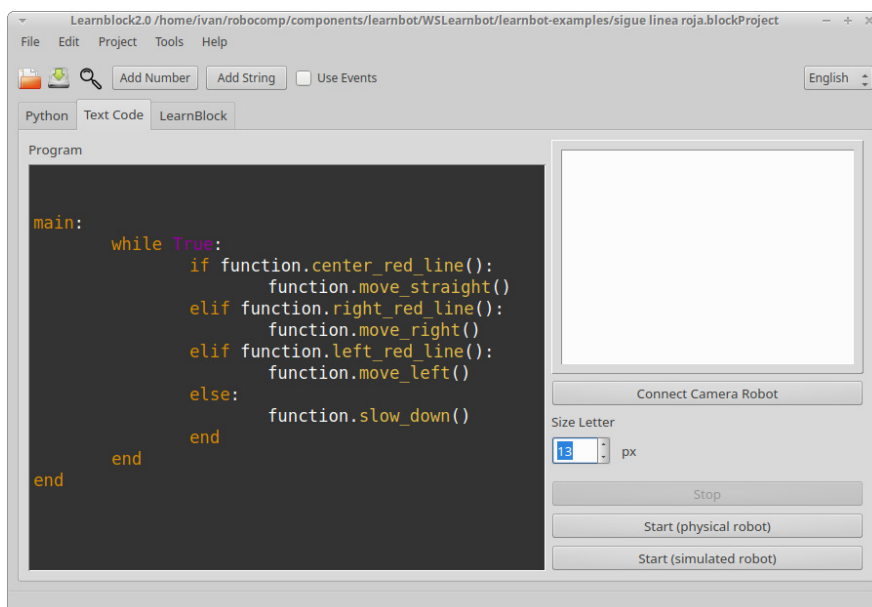 Learnblock2.0 /home/ivan/robocomp/components/learnbot/WSLearnbot/learnbot-examples/sigue linea roja.blockProject
File Edit Project Tools Help
Add Number Add String Use Events English
Python Text Code LearnBlock
Program
main:
while True:
if function.center_red_line():
function.move_straight()
elif function.right_red_line():
function.move_right()
elif function.left_red_line():
function.move_left()
else:
function.slow_down()
end
end
end
Connect Camera Robot
Size Letter
13 px
Stop
Start (physical robot)
Start (simulated robot)